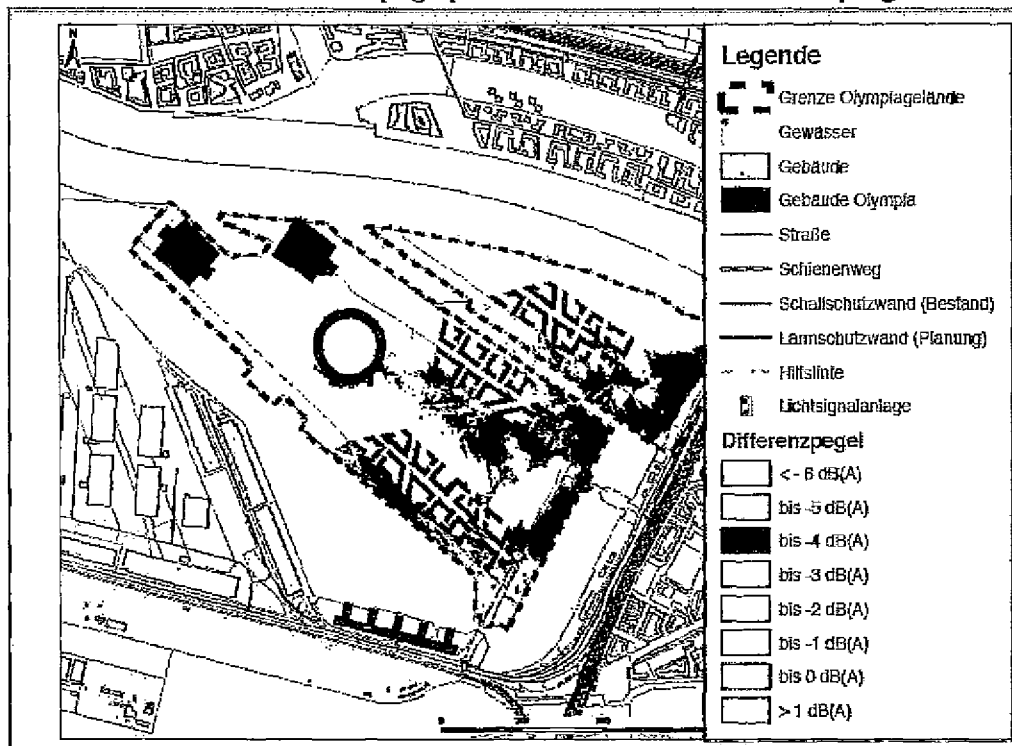 N
Legende
Grenze Olympiagelände
Gewässer
Gebäude
Gebäude Olympia
Straße
Schienenweg
Schallschutzwand (Bestand)
Lärmschutzwand (Planung)
Hilfslinie
Lichtsignalanlage
Differenzpegel
< - 6 dB(A)
bis -5 dB(A)
bis -4 dB(A)
bis -3 dB(A)
bis -2 dB(A)
bis -1 dB(A)
bis 0 dB(A)
> 1 dB(A)
0